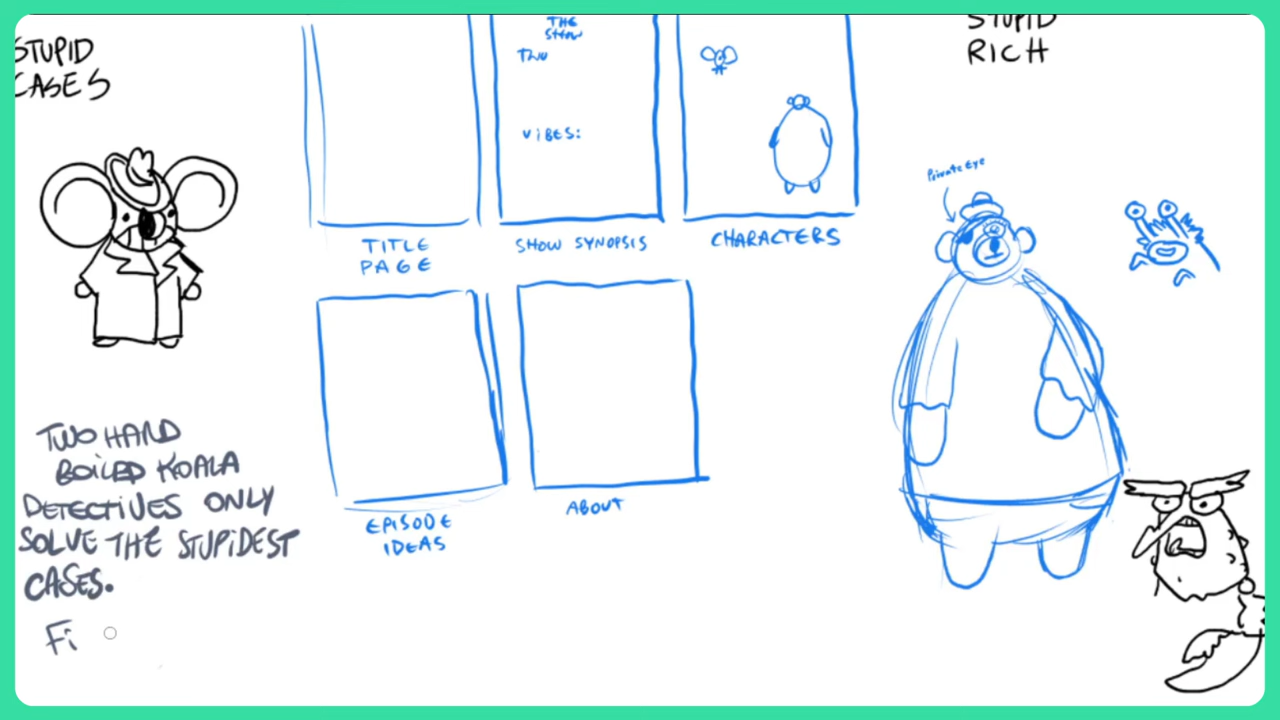 STUPID
CASES
THE
SHOW
TWO
VIBES:
STUPID
RICH
Private Eye
TITLE
PAGE
SHOW SYNOPSIS
CHARACTERS
TWO HARD
BOILED KOALA
DETECTIVES ONLY
SOLVE THE STUPIDEST
CASES.
Fi
EPISODE
IDEAS
ABOUT